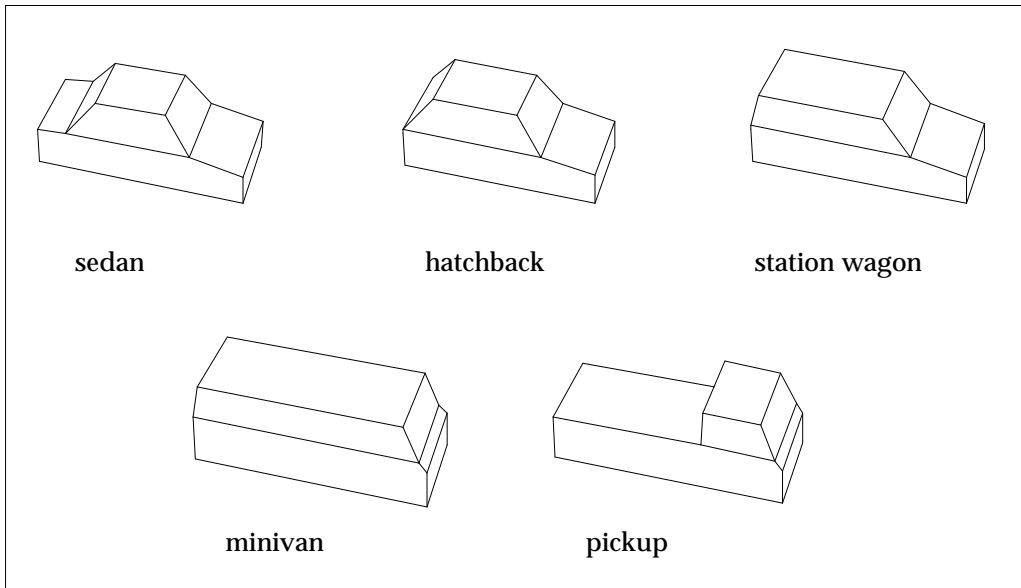 sedan
hatchback
station wagon
minivan
pickup